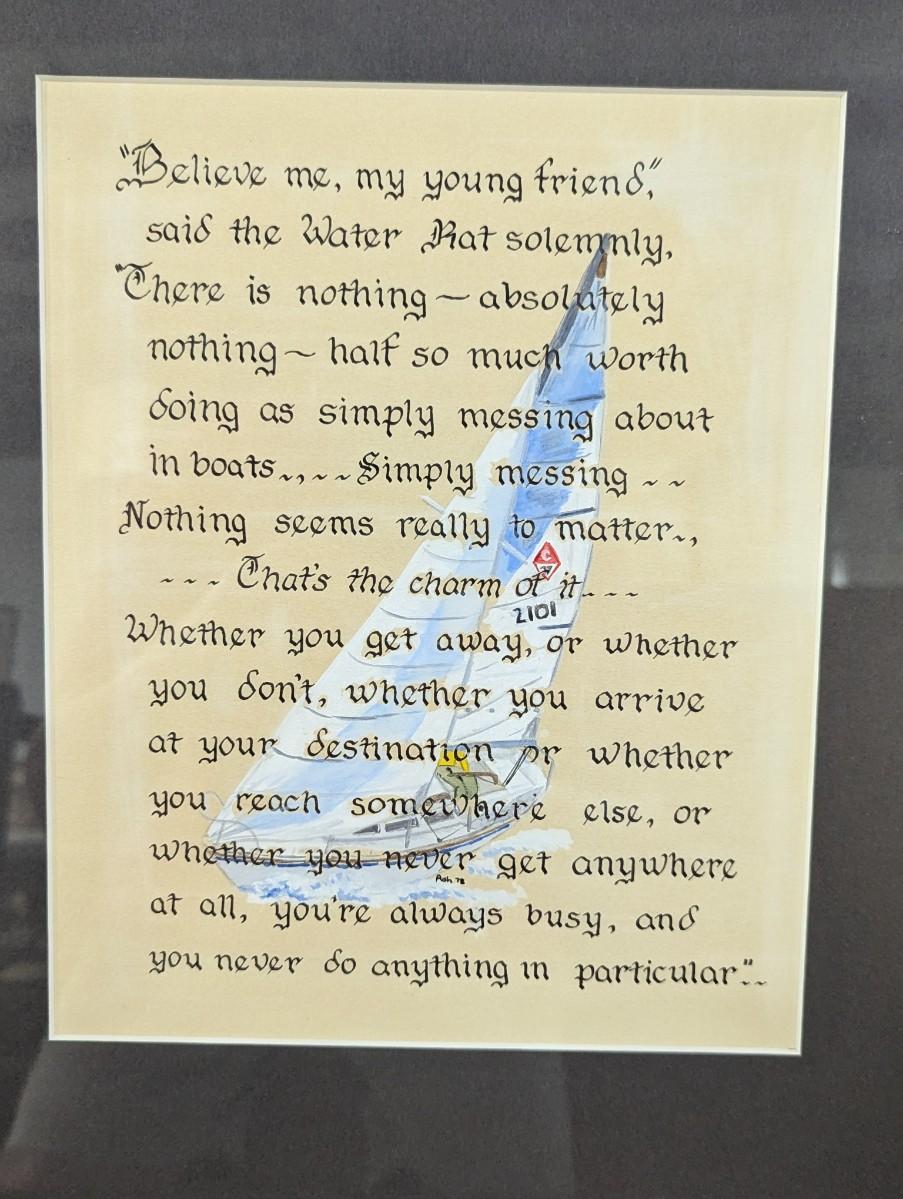 "Believe me, my young friend,"
said the Water Rat solemnly,
"There is nothing ~ absolutely
nothing ~ half so much worth
doing as simply messing about
in boats.,~~Simply messing ~~
Nothing seems really to matter.,
~~~ That's the charm of it~~~
Whether you get away, or whether
you don't, whether you arrive
at your destination or whether
you reach somewhere else, or
whether you never get anywhere
at all, you're always busy, and
you never do anything in particular"..
C
2101